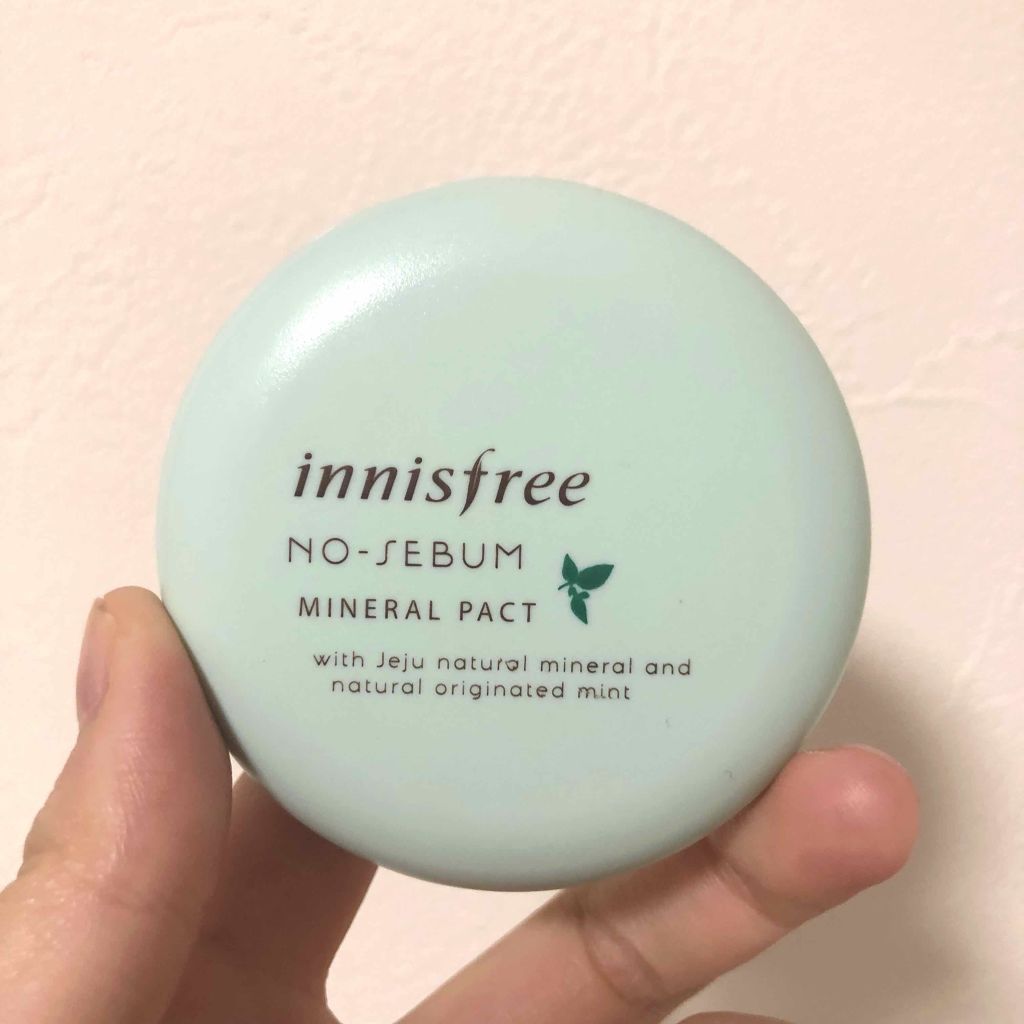 innisfree
NO-SEBUM
MINERAL PACT
with Jeju natural mineral and
natural originated mint